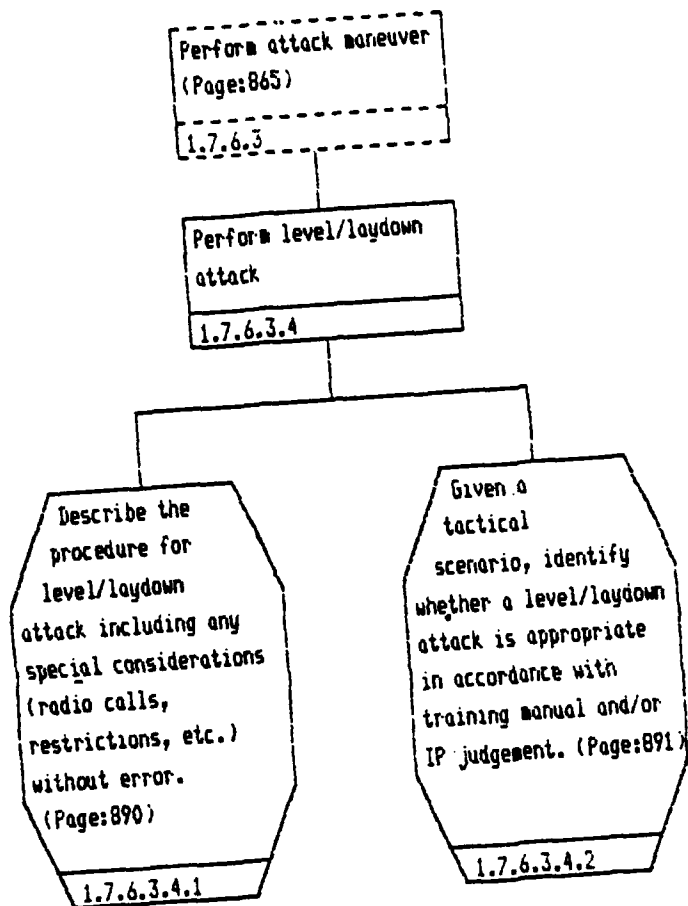 Perform attack maneuver
(Page:865)
1.7.6.3
Perform level/laydown
attack
1.7.6.3.4
Describe the
procedure for
level/laydown
attack including any
special considerations
(radio calls,
restrictions, etc.)
without error.
(Page:890)
1.7.6.3.4.1
Given a
tactical
scenario, identify
whether a level/laydown
attack is appropriate
in accordance with
training manual and/or
IP judgement. (Page:891)
1.7.6.3.4.2